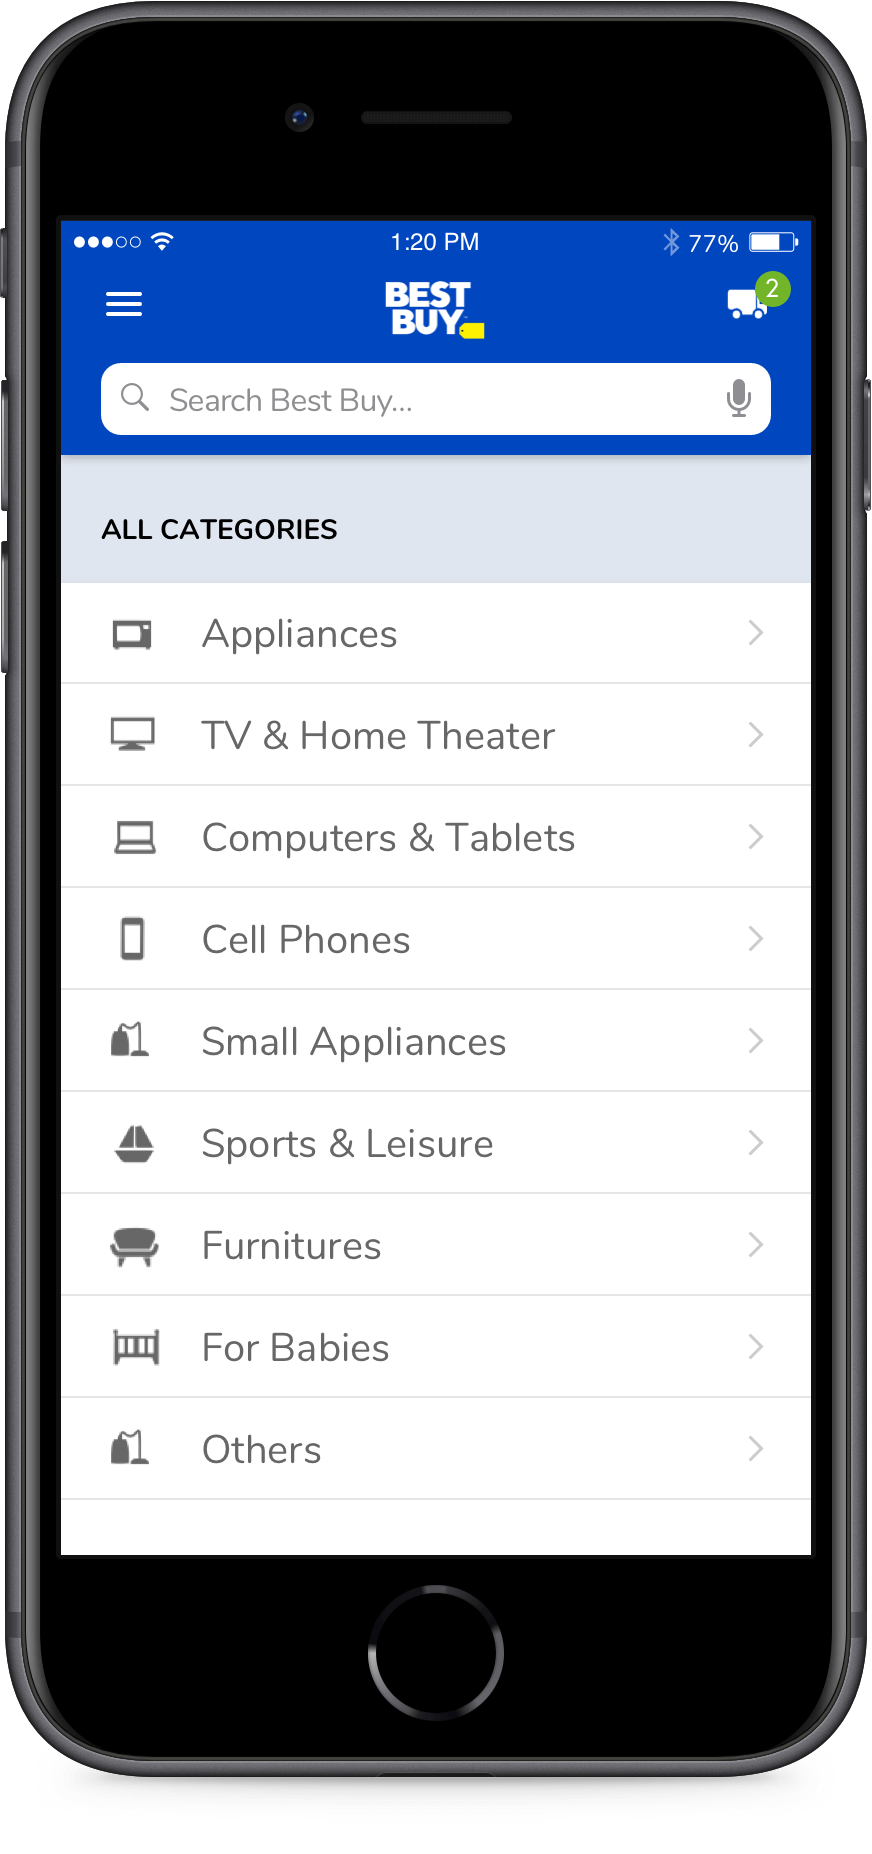 1:20 PM
77%
BEST
BUY
2
Search Best Buy...
ALL CATEGORIES
Appliances
TV & Home Theater
Computers & Tablets
Cell Phones
Small Appliances
Sports & Leisure
Furnitures
For Babies
Others